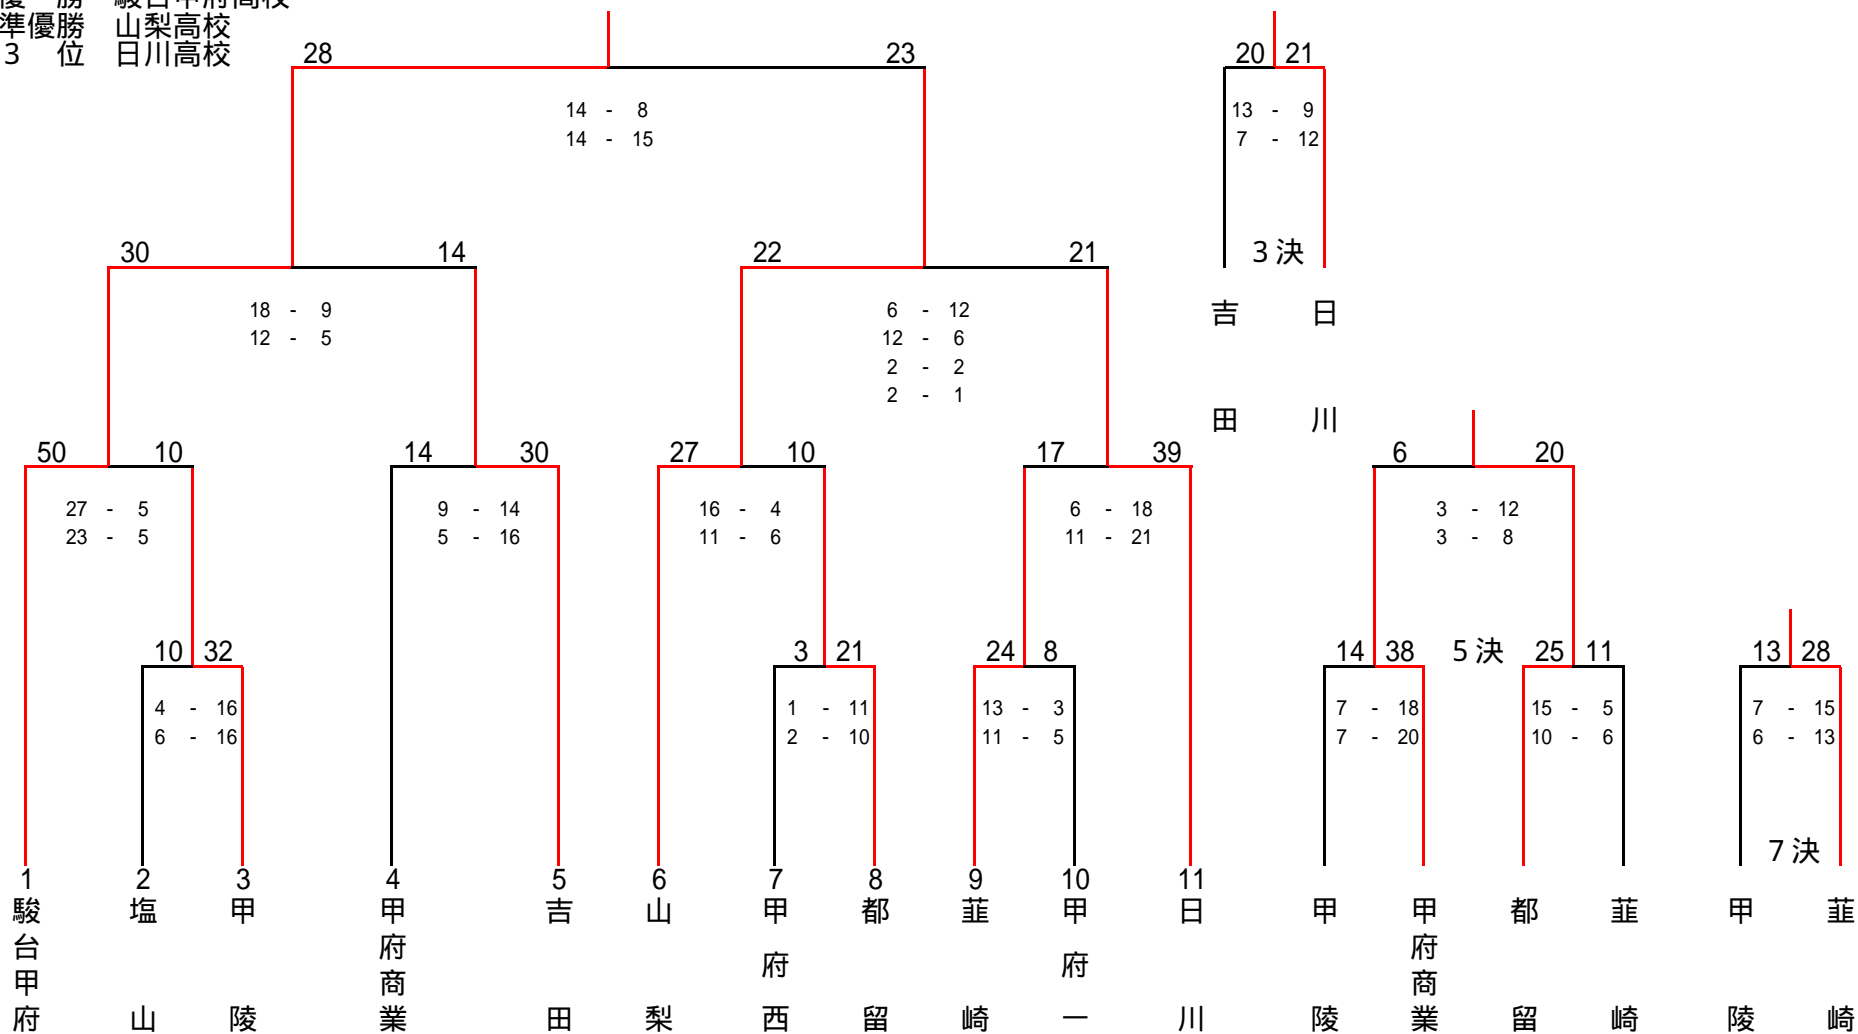 優　勝　駿台甲府高校
準優勝　山梨高校
３　位　日川高校
28 23
20 21
14 - 8
14 - 15
13 - 9
7 - 12
30 14
22 21
３決
18 - 9
12 - 5
6 - 12
12 - 6
2 - 2
2 - 1
吉田
日川
50 10
14 30
27 10
17 39
6 20
27 - 5
23 - 5
9 - 14
5 - 16
16 - 4
11 - 6
6 - 18
11 - 21
3 - 12
3 - 8
10 32
3 21
24 8
14 38
５決
25 11
13 28
4 - 16
6 - 16
1 - 11
2 - 10
13 - 3
11 - 5
7 - 18
7 - 20
15 - 5
10 - 6
7 - 15
6 - 13
７決
1 駿台甲府
2 塩山
3 甲陵
4 甲府商業
5 吉田
6 山梨
7 甲府西
8 都留
9 韮崎
10 甲府一
11 日川
甲陵
甲府商業
都留
韮崎
甲陵
韮崎